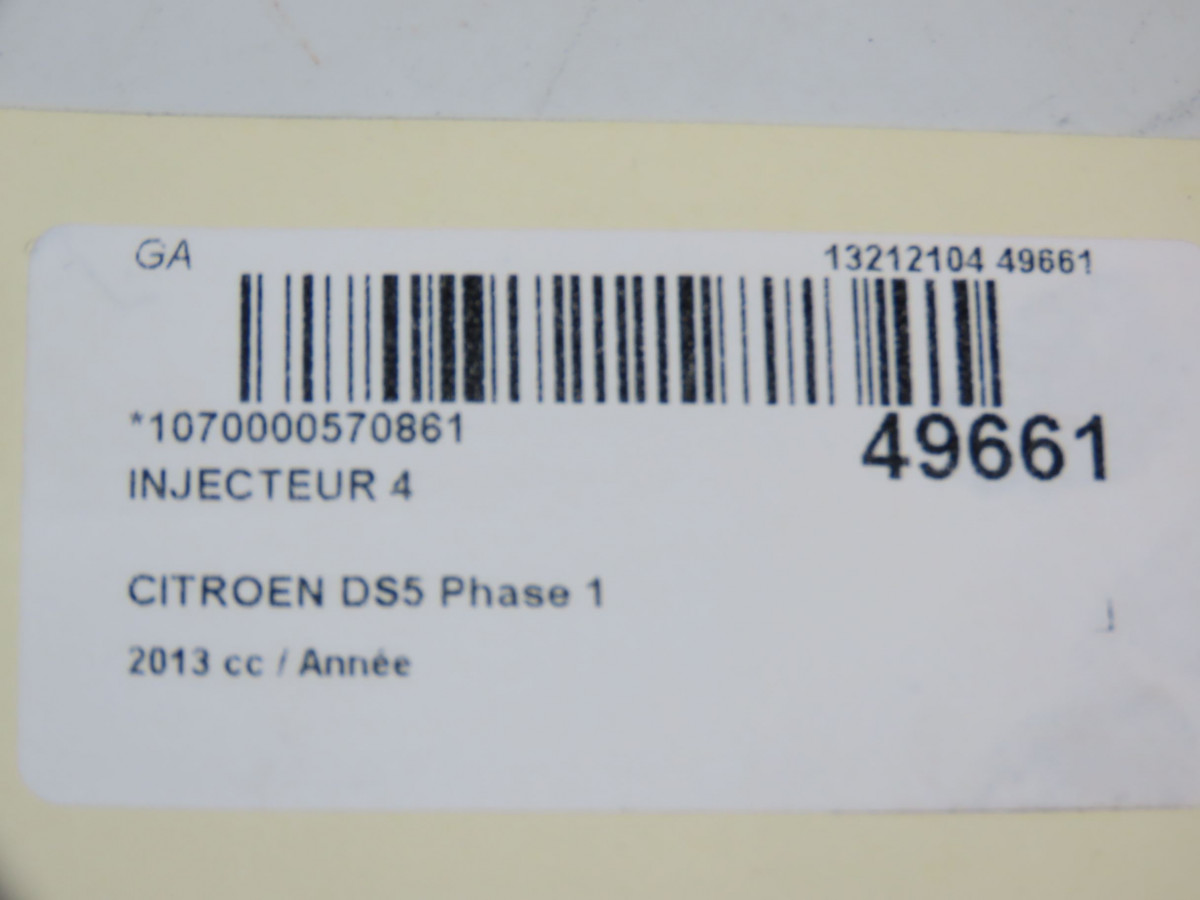 GA
13212104 49661
*1070000570861
49661
INJECTEUR 4
CITROEN DS5 Phase 1
2013 cc / Année